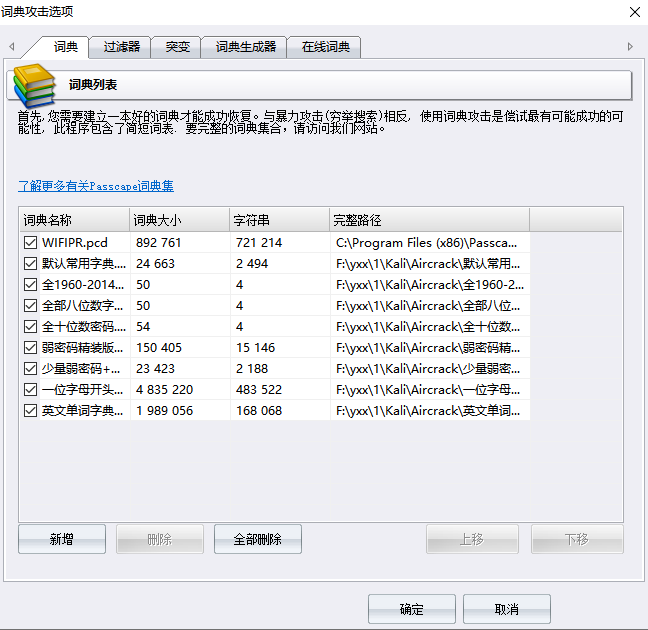 词典攻击选项
词典 过滤器 突变 词典生成器 在线词典
词典列表
首先,您需要建立一本好的词典才能成功恢复。与暴力攻击(穷举搜索)相反, 使用词典攻击是尝试最有可能成功的可
能性, 此程序包含了简短词表. 要完整的词典集合，请访问我们网站。
了解更多有关Passcape词典集
词典名称 词典大小 字符串 完整路径
WIFIPR.pcd 892 761 721 214 C:\Program Files (x86)\Passca...
默认常用字典.... 24 663 2 494 F:\yxx\1\Kali\Aircrack\默认常用...
全1960-2014... 50 4 F:\yxx\1\Kali\Aircrack\全1960-2...
全部八位数字... 50 4 F:\yxx\1\Kali\Aircrack\全部八位...
全十位数密码.... 54 4 F:\yxx\1\Kali\Aircrack\全十位数...
弱密码精装版... 150 405 15 146 F:\yxx\1\Kali\Aircrack\弱密码精...
少量弱密码+... 23 423 2 188 F:\yxx\1\Kali\Aircrack\少量弱密...
一位字母开头... 4 835 220 483 522 F:\yxx\1\Kali\Aircrack\一位字母...
英文单词字典... 1 989 056 168 068 F:\yxx\1\Kali\Aircrack\英文单词...
新增 删除 全部删除 上移 下移
确定 取消